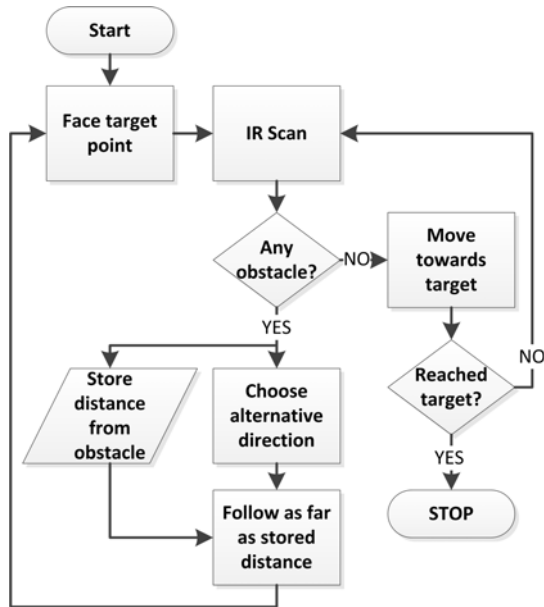 Start
Face target
point
IR Scan
Any
obstacle?
NO
Move
towards
target
YES
Store
distance
from
obstacle
Choose
alternative
direction
Reached
target?
NO
YES
Follow as far
as stored
distance
STOP